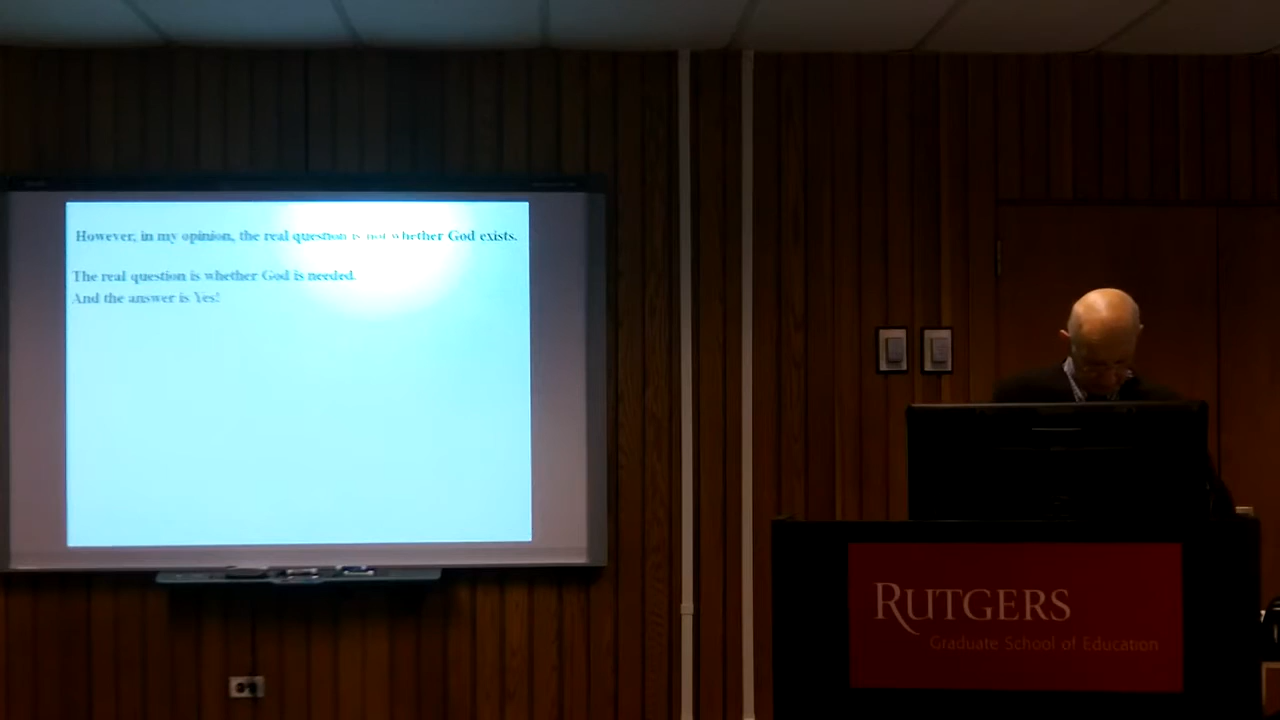 However, in my opinion, the real question is not whether God exists.
The real question is whether God is needed.
And the answer is Yes!
RUTGERS
Graduate School of Education